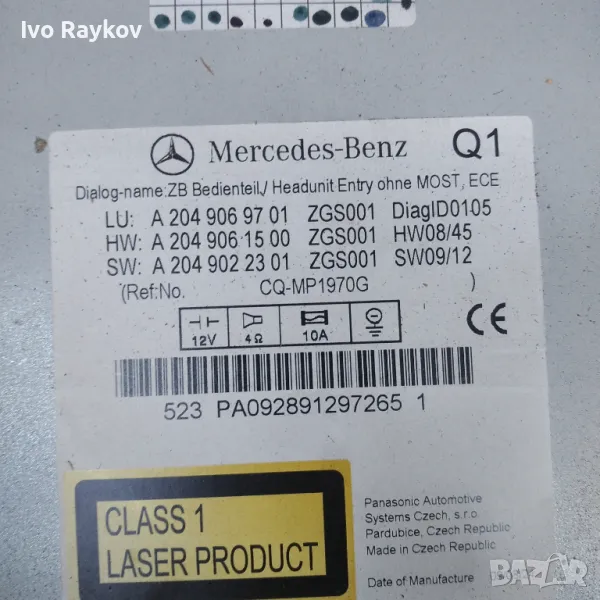 Ivo Raykov
Mercedes-Benz Q1
Dialog-name:ZB Bedienteil./ Headunit Entry ohne MOST, ECE
LU: A 204 906 97 01 ZGS001 DiagID0105
HW: A 204 906 15 00 ZGS001 HW08/45
SW: A 204 902 23 01 ZGS001 SW09/12
(Ref:No. CQ-MP1970G )
12V 4Ω 10A
CE
523 PA092891297265 1
CLASS 1
LASER PRODUCT
Panasonic Automotive
Systems Czech, s.r.o
Pardubice, Czech Republic
Made in Czech Republic
Date of Manufacture
BAZAR